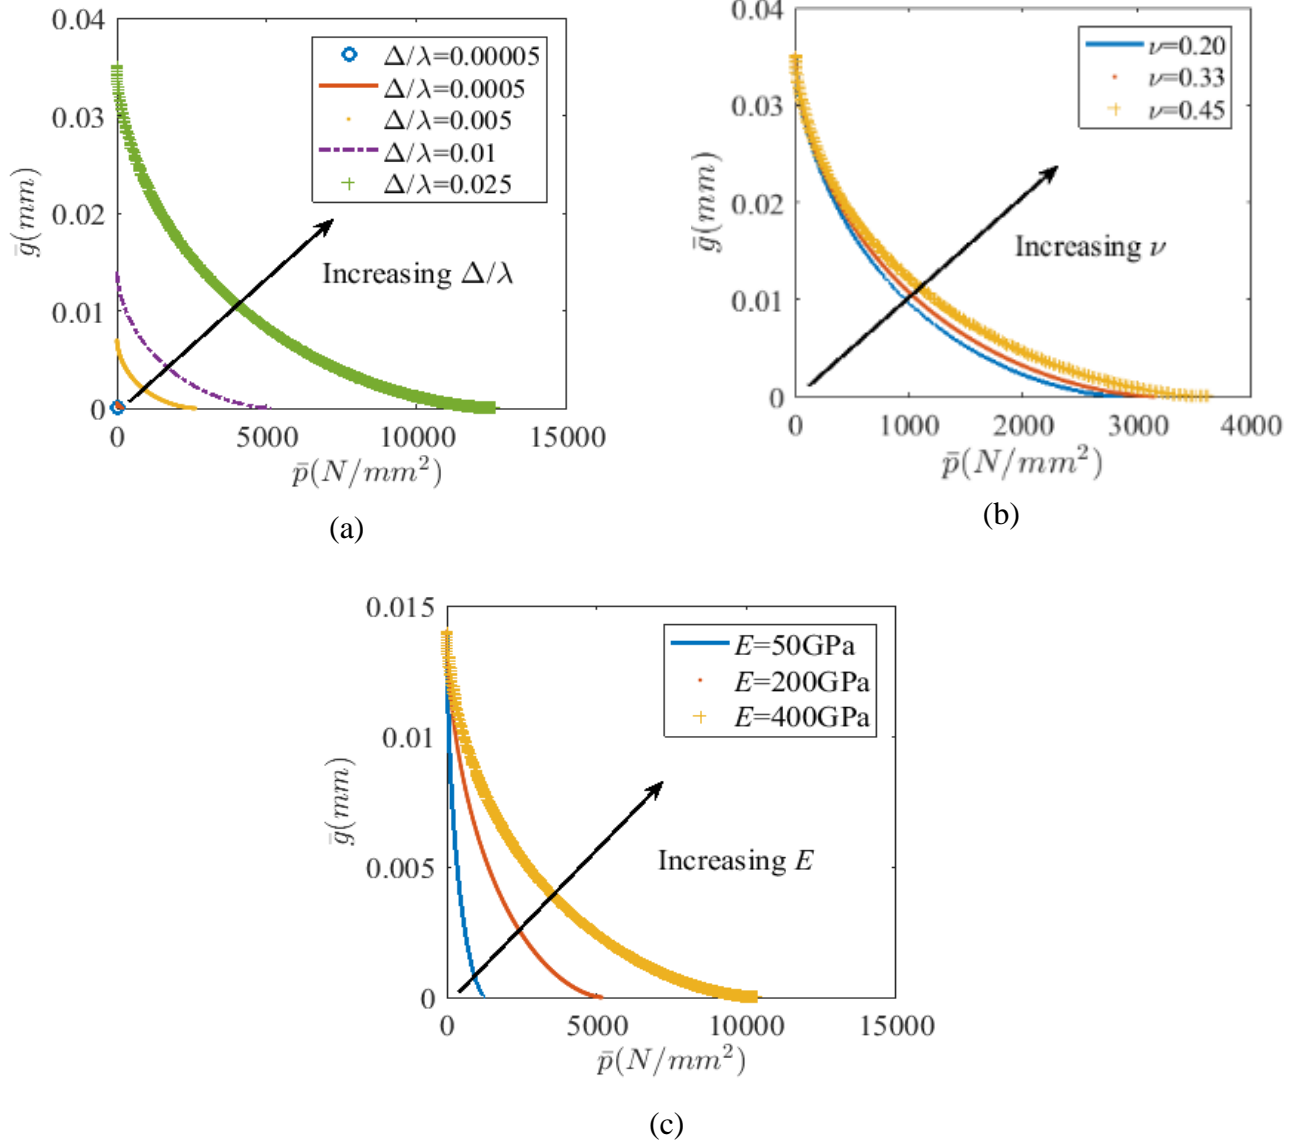 0.04
0.03
0.02
0.01
0
ḡ(mm)
Δ/λ=0.00005
Δ/λ=0.0005
Δ/λ=0.005
Δ/λ=0.01
Δ/λ=0.025
Increasing Δ/λ
0 5000 10000 15000
p̄(N/mm²)
(a)
0.04
0.03
0.02
0.01
0
ḡ(mm)
ν=0.20
ν=0.33
ν=0.45
Increasing ν
0 1000 2000 3000 4000
p̄(N/mm²)
(b)
0.015
0.01
0.005
0
ḡ(mm)
E=50GPa
E=200GPa
E=400GPa
Increasing E
0 5000 10000 15000
p̄(N/mm²)
(c)